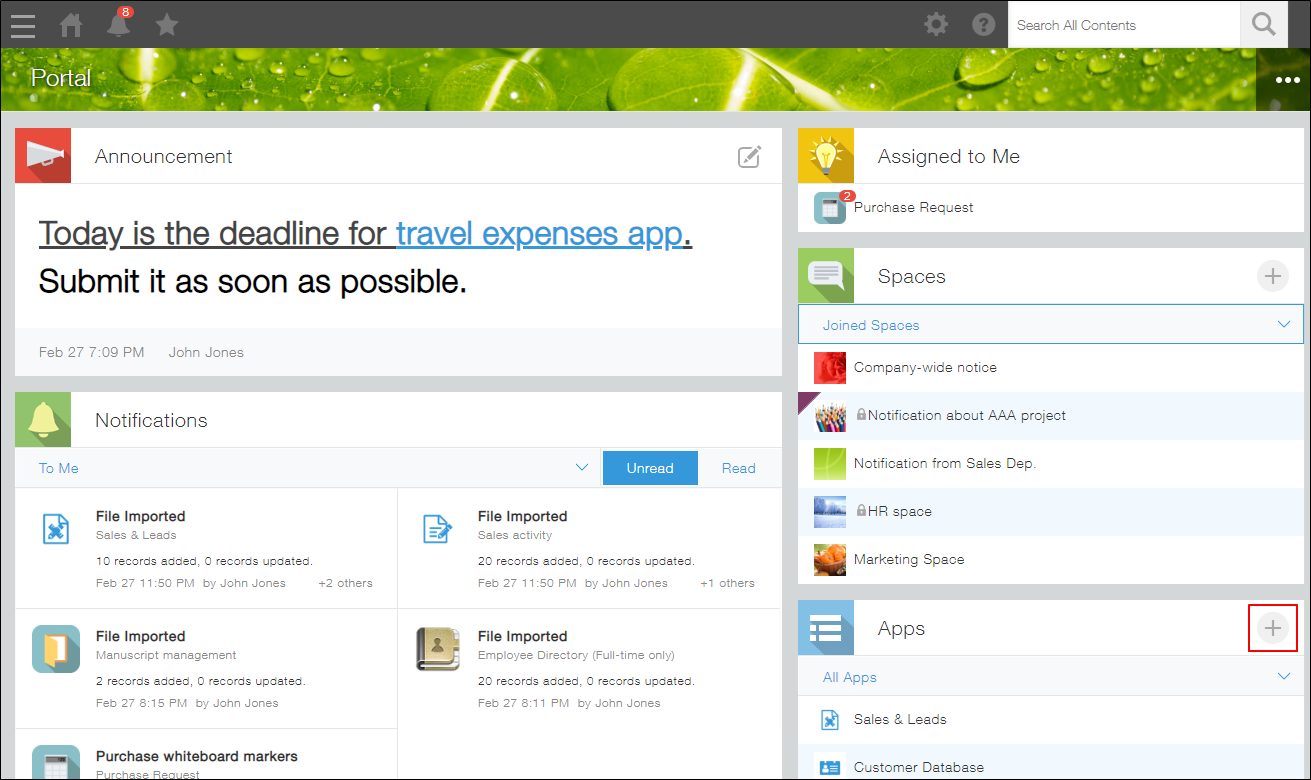 8
Search All Contents
Portal
Announcement
Today is the deadline for travel expenses app.
Submit it as soon as possible.
Feb 27 7:09 PM John Jones
Notifications
To Me
Unread
Read
File Imported
Sales & Leads
10 records added, 0 records updated.
Feb 27 11:50 PM by John Jones +2 others
File Imported
Sales activity
20 records added, 0 records updated.
Feb 27 11:50 PM by John Jones +1 others
File Imported
Manuscript management
2 records added, 0 records updated.
Feb 27 8:15 PM by John Jones
File Imported
Employee Directory (Full-time only)
20 records added, 0 records updated.
Feb 27 8:11 PM by John Jones
Purchase whiteboard markers
Purchase Request
Assigned to Me
2
Purchase Request
Spaces
Joined Spaces
Company-wide notice
Notification about AAA project
Notification from Sales Dep.
HR space
Marketing Space
Apps
All Apps
Sales & Leads
Customer Database